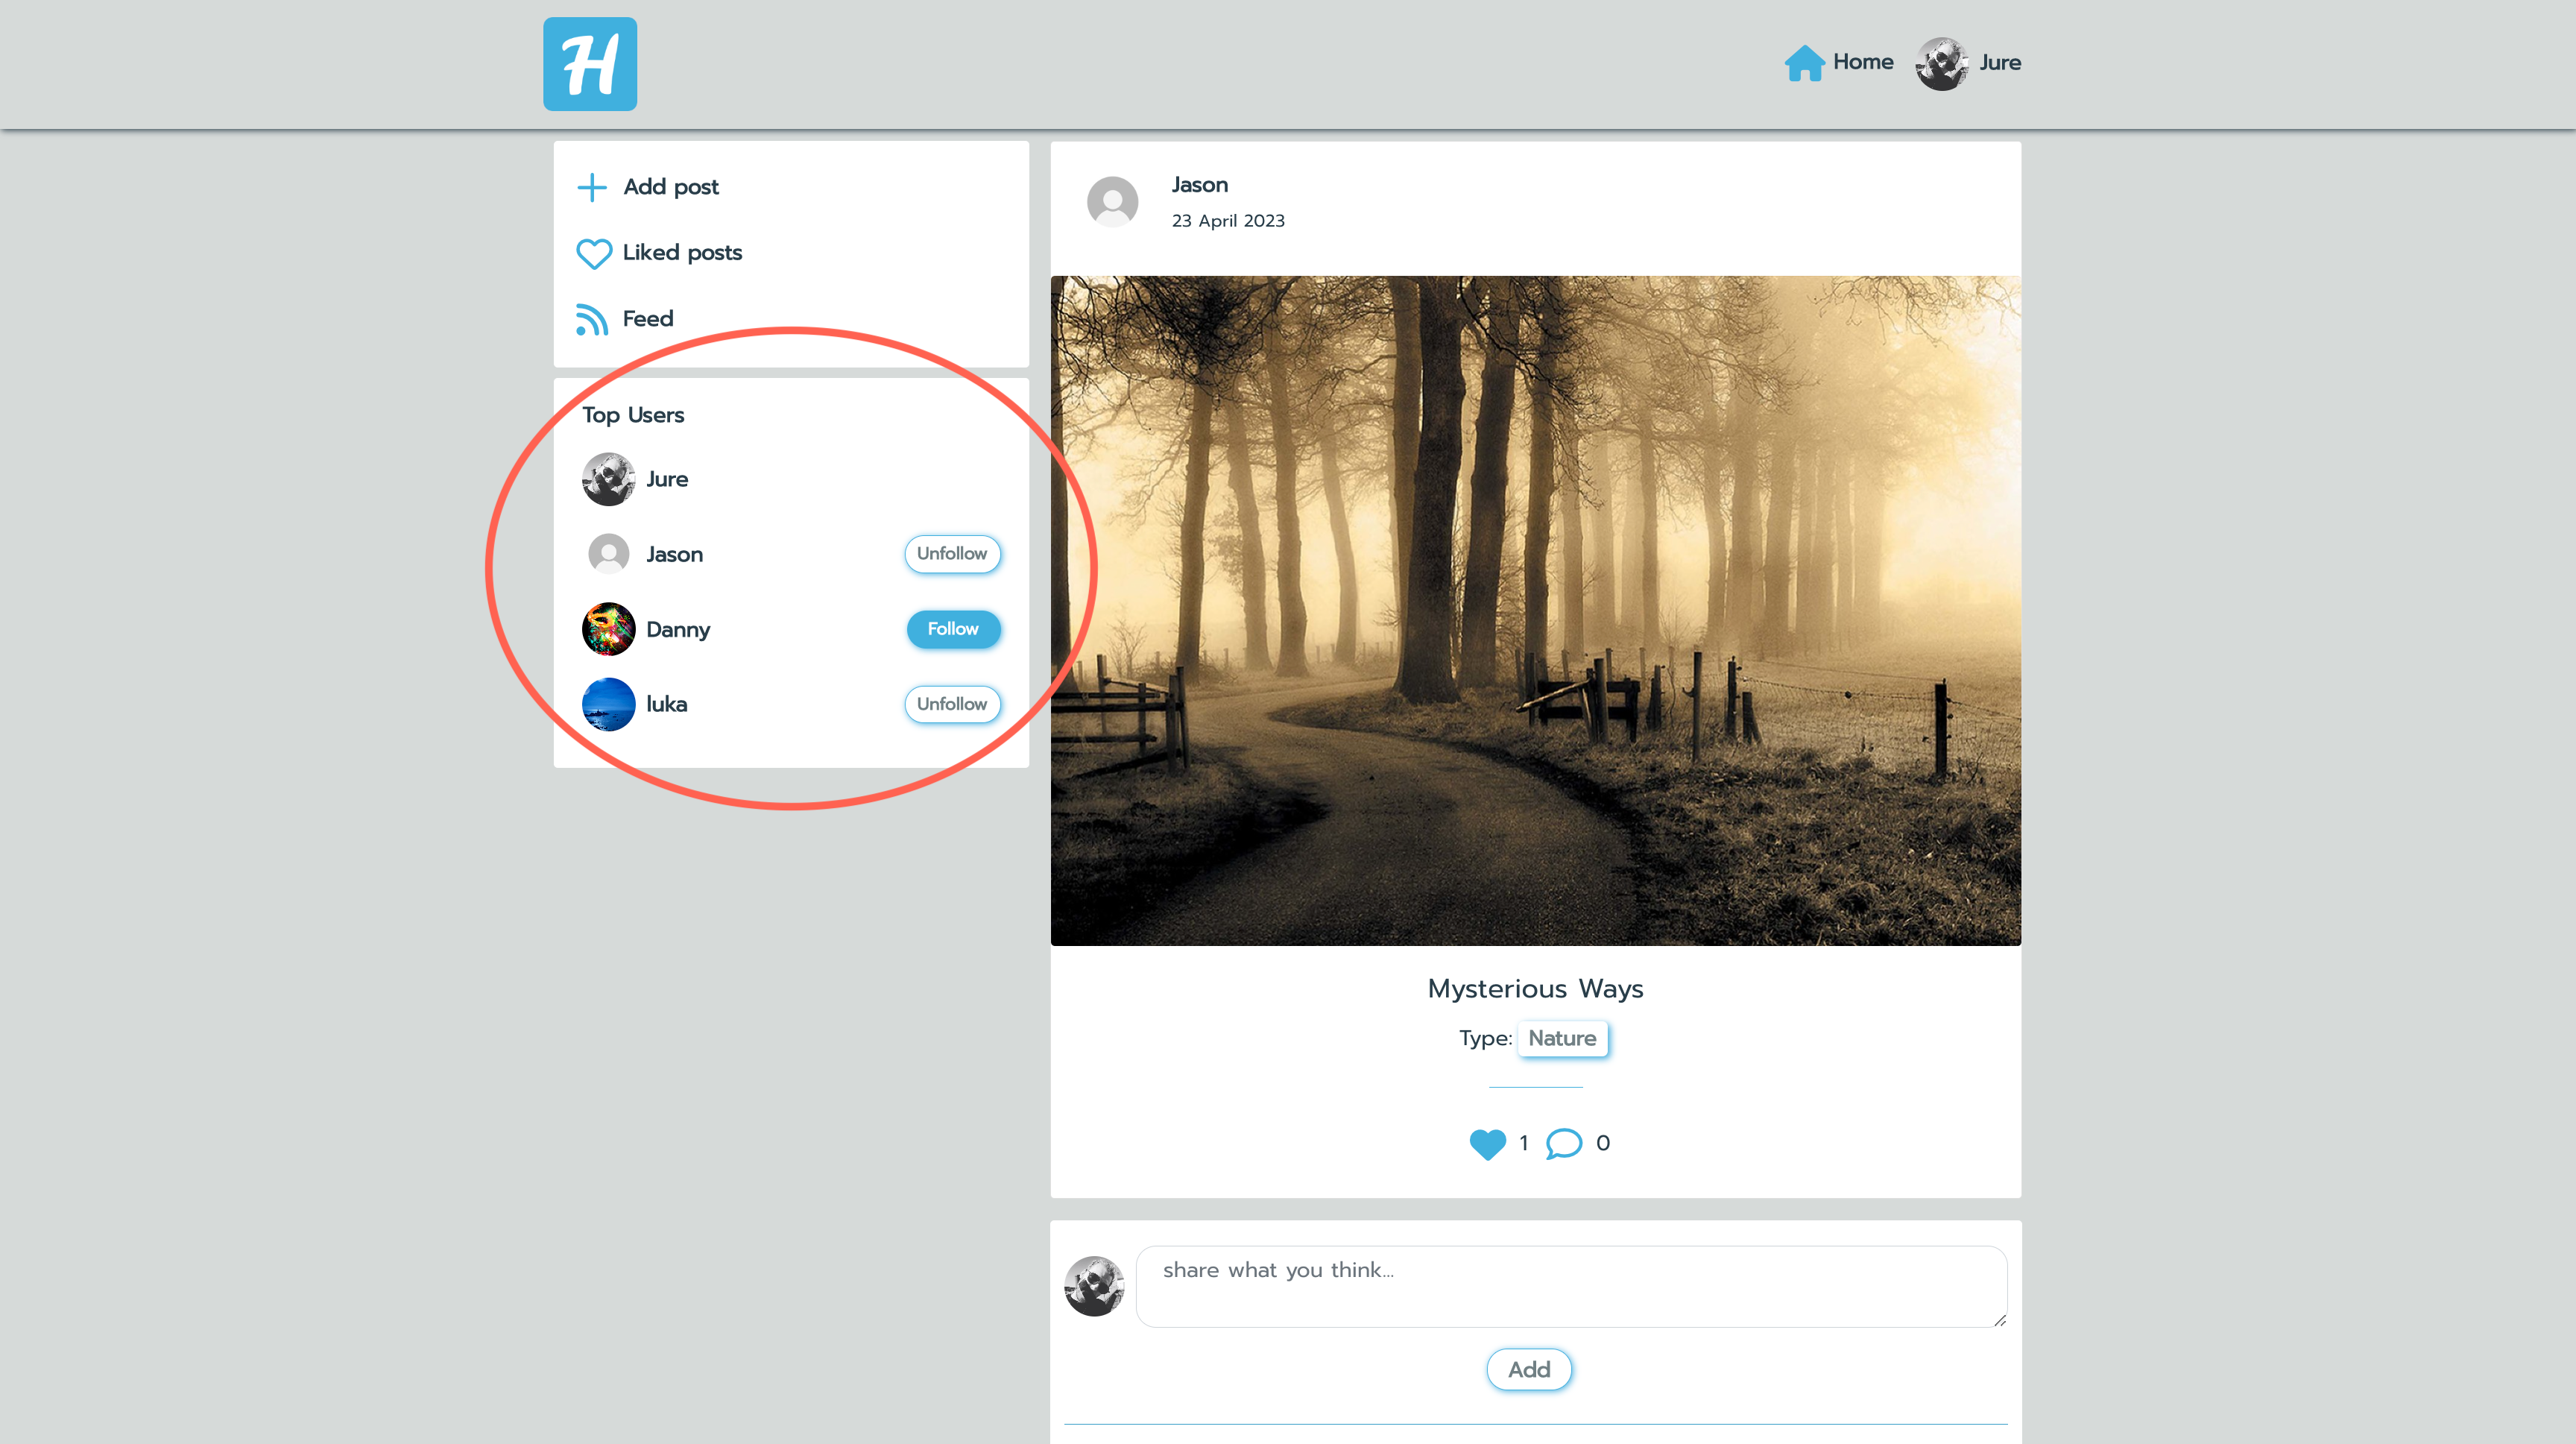 H
Home
Jure
Add post
Liked posts
Feed
Top Users
Jure
Jason
Unfollow
Danny
Follow
luka
Unfollow
Jason
23 April 2023
Mysterious Ways
Type: Nature
1
0
share what you think...
Add